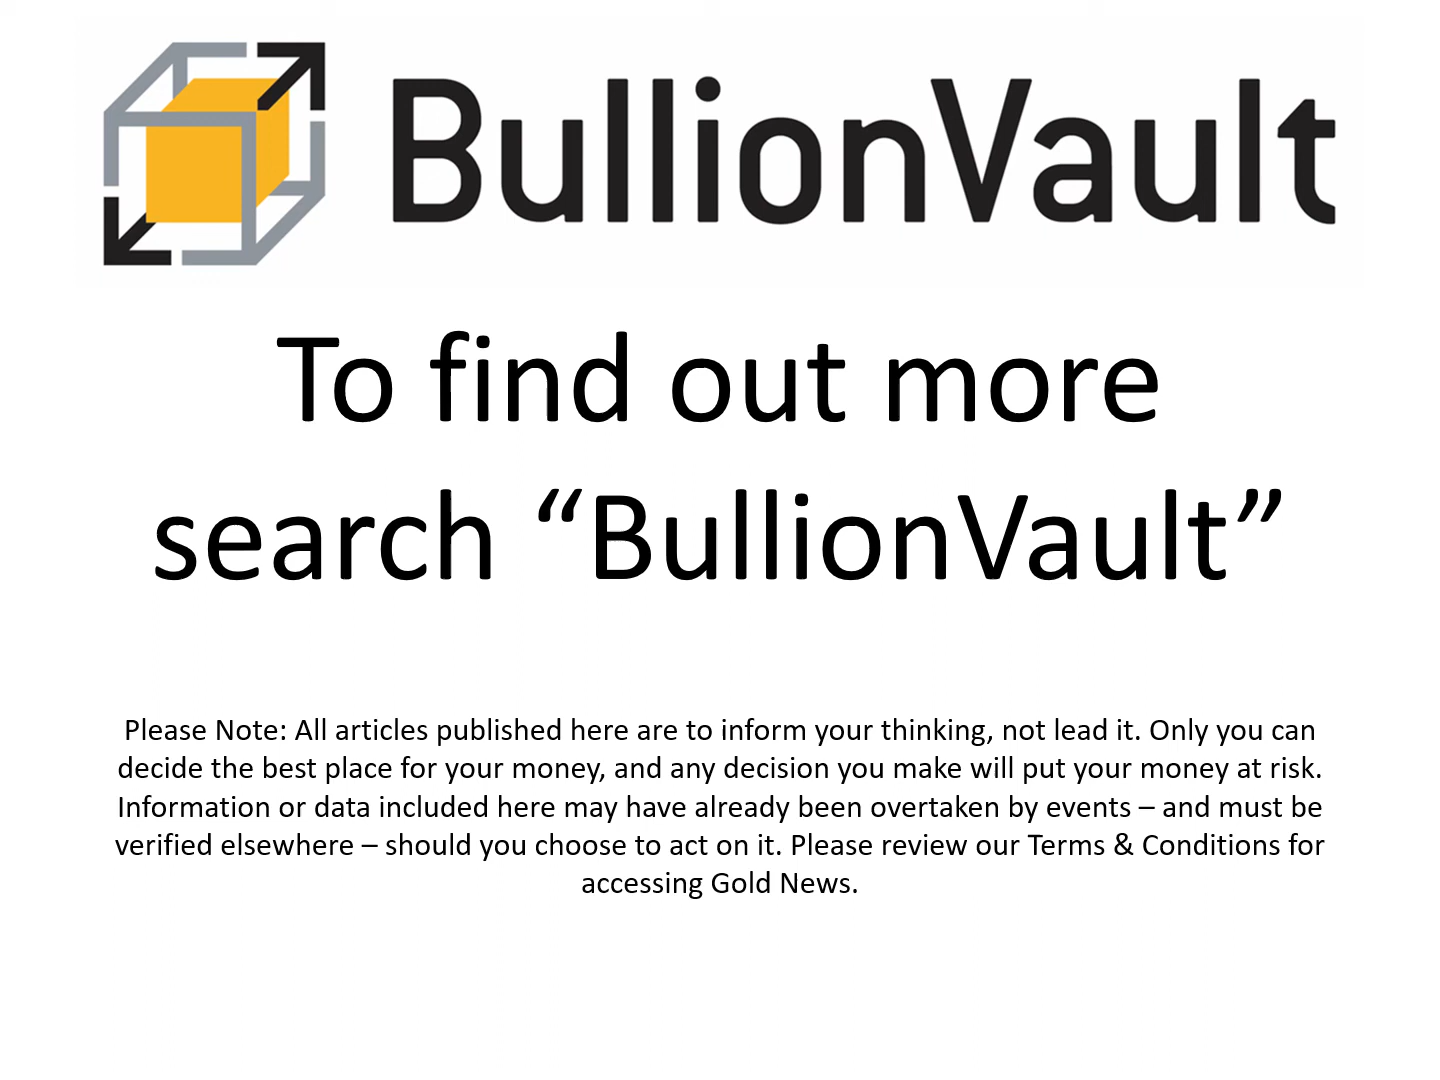 BullionVault
To find out more
search “BullionVault”
Please Note: All articles published here are to inform your thinking, not lead it. Only you can
decide the best place for your money, and any decision you make will put your money at risk.
Information or data included here may have already been overtaken by events – and must be
verified elsewhere – should you choose to act on it. Please review our Terms & Conditions for
accessing Gold News.